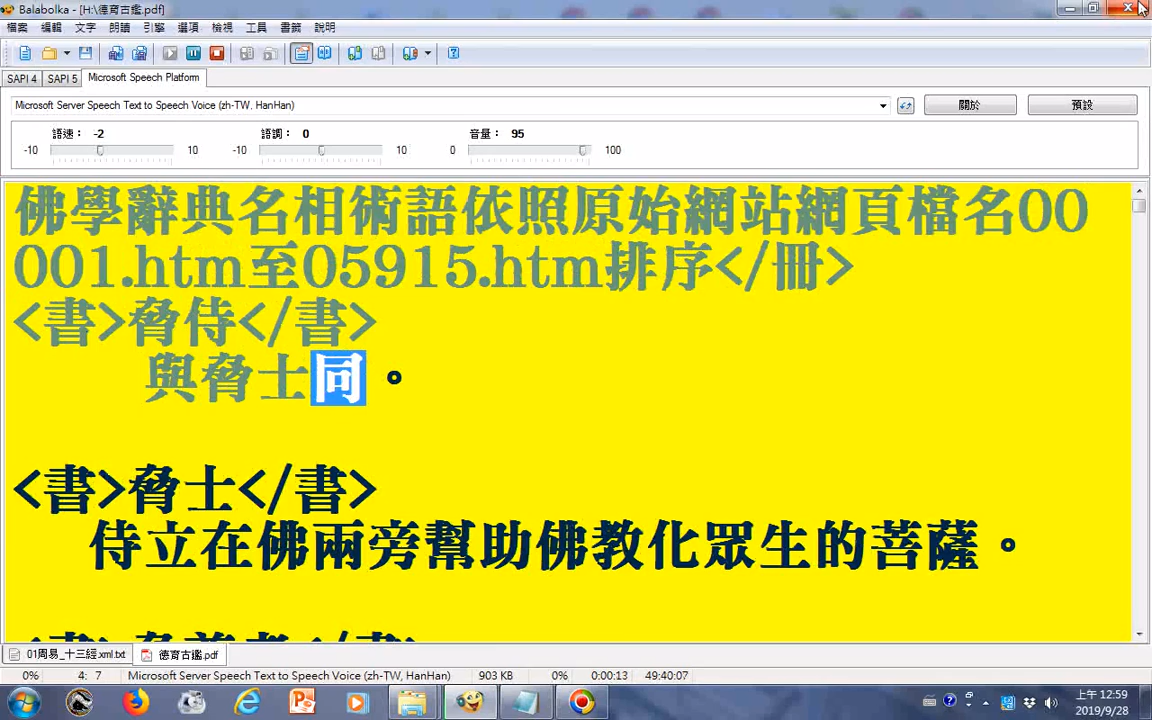 Balabolka - [H:\德育古鑑.pdf]
檔案 編輯 文字 朗讀 引擎 選項 檢視 工具 書籤 說明
SAPI 4 SAPI 5 Microsoft Speech Platform
Microsoft Server Speech Text to Speech Voice (zh-TW, HanHan) 關於 預設
語速： -2 語調： 0 音量： 95
-10 10 -10 10 0 100
佛學辭典名相術語依照原始網站網頁檔名00
001.htm至05915.htm排序</冊>
<書>脅侍</書>
與脅士同。
<書>脅士</書>
侍立在佛兩旁幫助佛教化眾生的菩薩。
01周易_十三經.xml.txt 德育古鑑.pdf
0% 4: 7 Microsoft Server Speech Text to Speech Voice (zh-TW, HanHan) 903 KB 0% 0:00:13 49:40:07
上午 12:59
2019/9/28